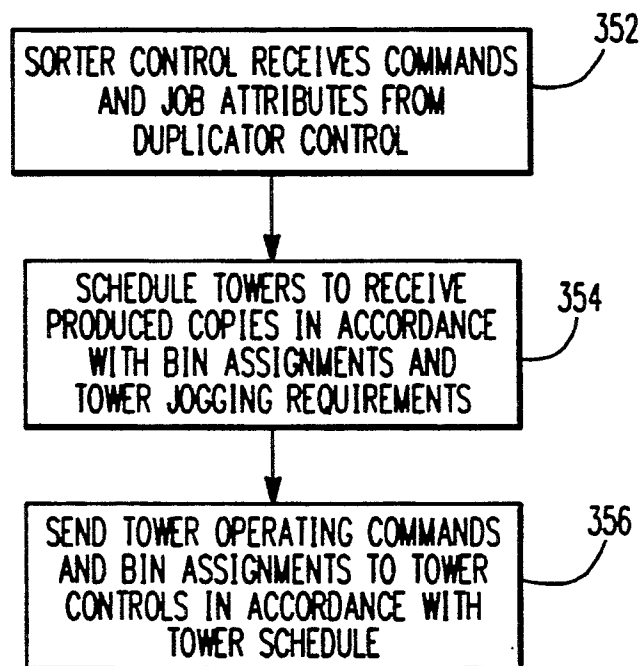 352
SORTER CONTROL RECEIVES COMMANDS
AND JOB ATTRIBUTES FROM
DUPLICATOR CONTROL
354
SCHEDULE TOWERS TO RECEIVE
PRODUCED COPIES IN ACCORDANCE
WITH BIN ASSIGNMENTS AND
TOWER JOGGING REQUIREMENTS
356
SEND TOWER OPERATING COMMANDS
AND BIN ASSIGNMENTS TO TOWER
CONTROLS IN ACCORDANCE WITH
TOWER SCHEDULE